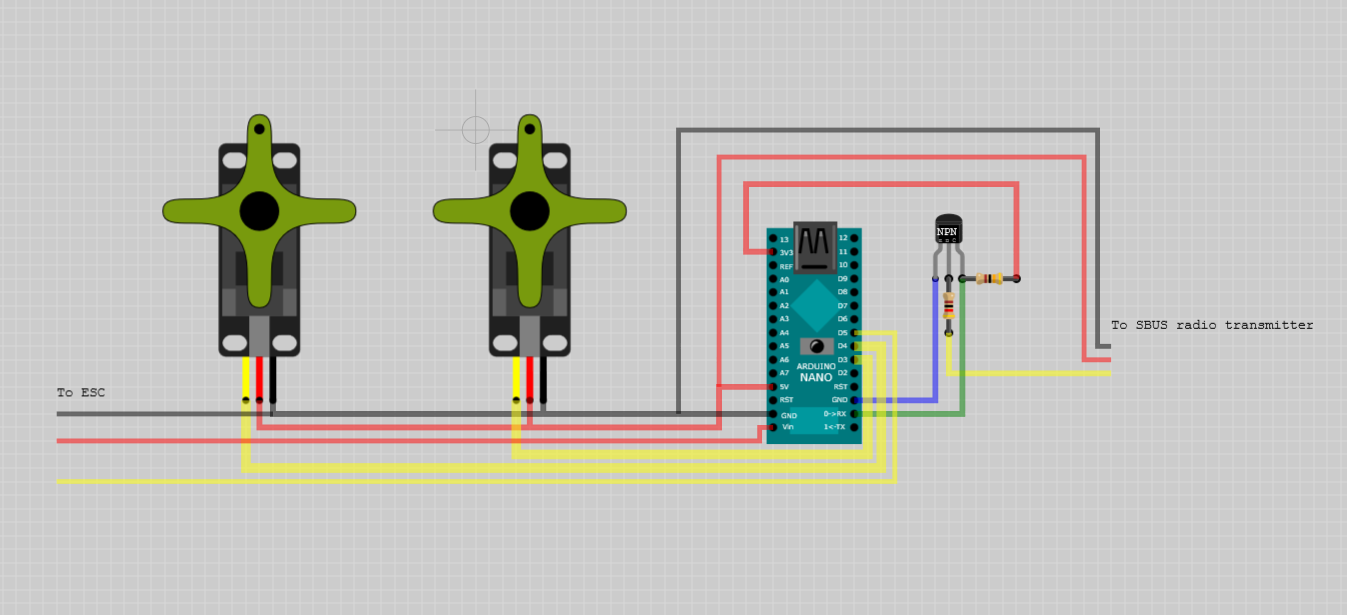 NPN
To SBUS radio transmitter
To ESC
13
3V3
REF
A0
A1
A2
A3
A4
A5
A6
A7
5V
RST
GND
Vin
12
11
10
D9
D8
D7
D6
D5
D4
D3
D2
RST
GND
0->RX
1<-TX
ARDUINO
NANO